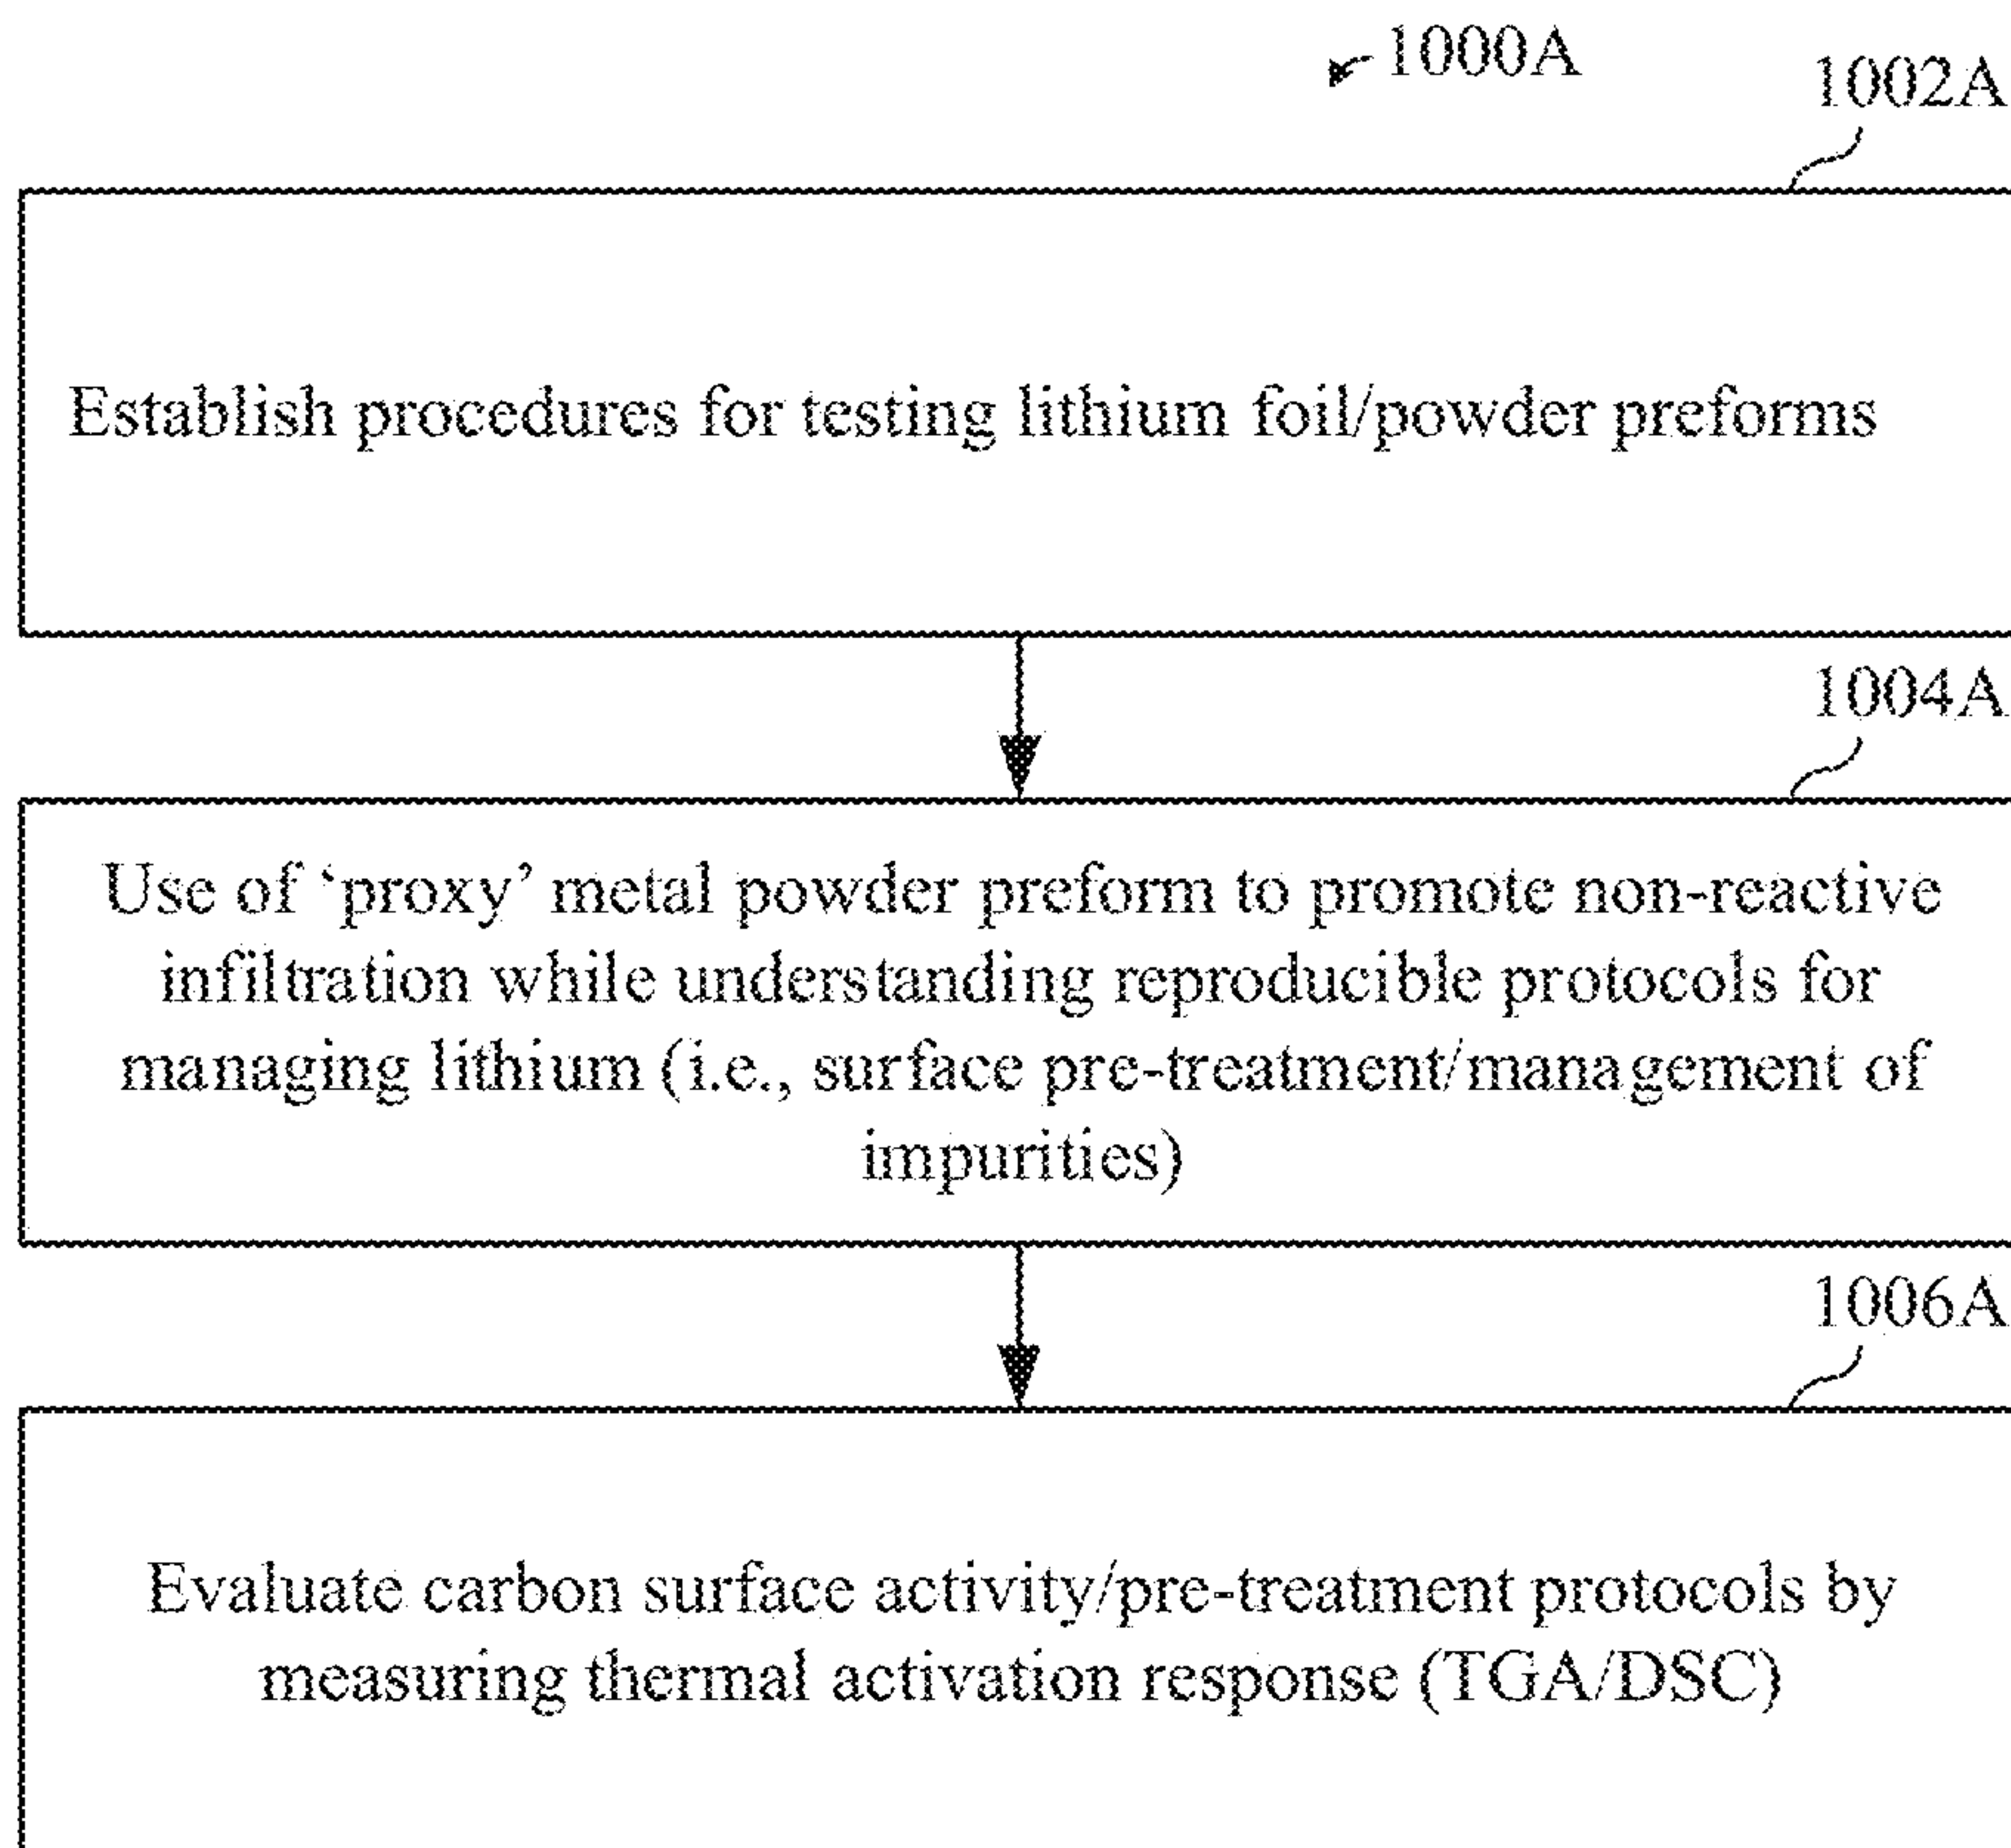 1000A
1002A
Establish procedures for testing lithium foil/powder preforms
1004A
Use of ‘proxy’ metal powder preform to promote non-reactive
infiltration while understanding reproducible protocols for
managing lithium (i.e., surface pre-treatment/management of
impurities)
1006A
Evaluate carbon surface activity/pre-treatment protocols by
measuring thermal activation response (TGA/DSC)